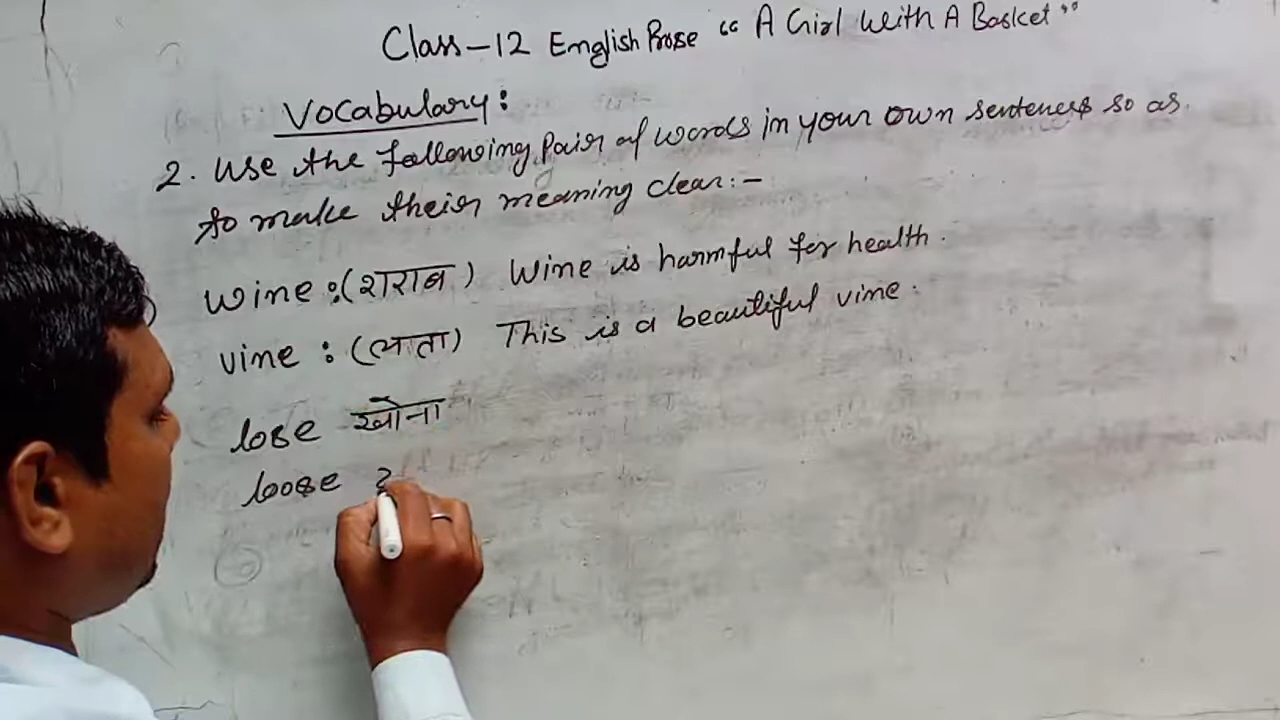 Class-12 English Prose “A Girl With A Basket”
Vocabulary:
2. Use the following pair of words in your own sentences so as
to make their meaning clear:-
Wine :(शराब) Wine is harmful for health.
Vine : (लता) This is a beautiful vine.
lose खोना
loose